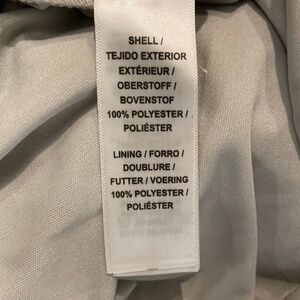 SHELL /
TEJIDO EXTERIOR
EXTÉRIEUR /
OBERSTOFF /
BOVENSTOF
100% POLYESTER /
POLIÉSTER
LINING / FORRO /
DOUBLURE /
FUTTER / VOERING
100% POLYESTER /
POLIÉSTER